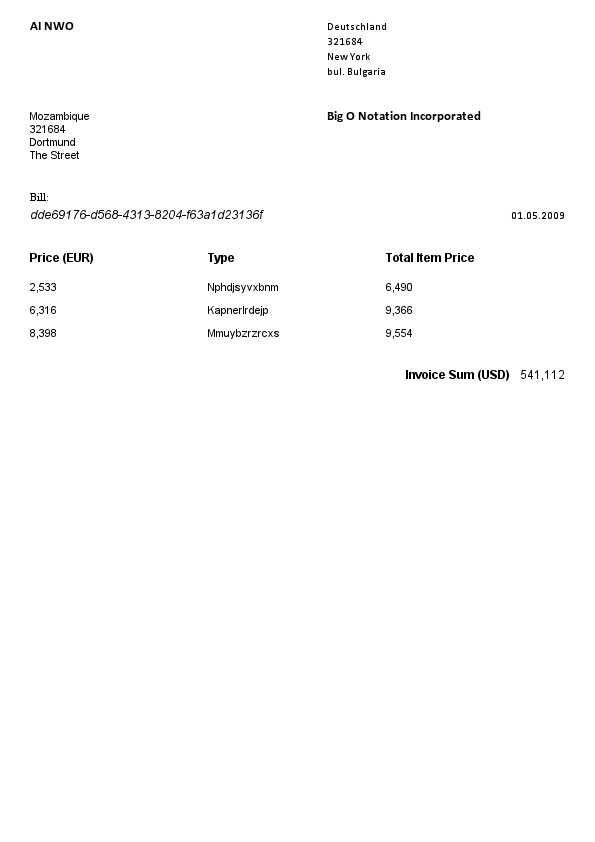 AI NWO
Deutschland
321684
New York
bul. Bulgaria
Mozambique
321684
Dortmund
The Street
Big O Notation Incorporated
Bill:
dde69176-d568-4313-8204-f63a1d23136f
01.05.2009
Price (EUR) Type Total Item Price
2,533 Nphdjsyvxbnm 6,490
6,316 Kapnerlrdejp 9,366
8,398 Mmuybzrzrcxs 9,554
Invoice Sum (USD) 541,112